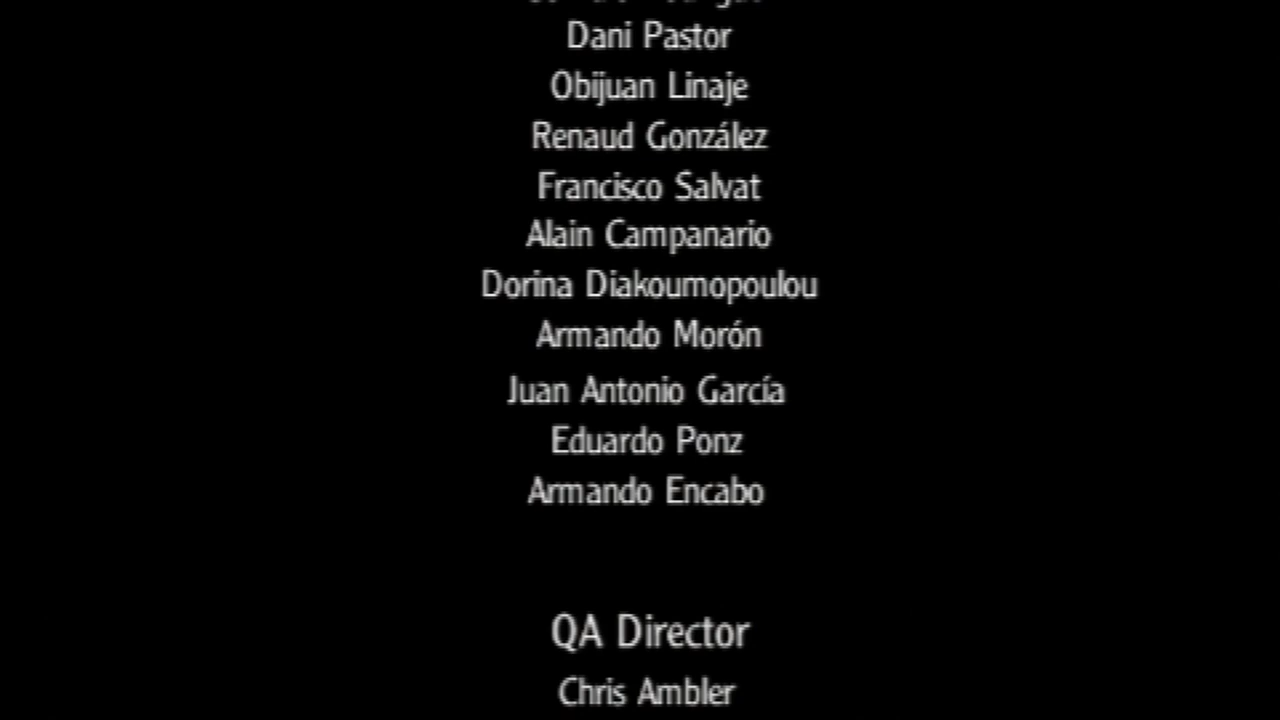 Dani Pastor
Obijuan Linaje
Renaud González
Francisco Salvat
Alain Campanario
Dorina Diakoumopoulou
Armando Morón
Juan Antonio García
Eduardo Ponz
Armando Encabo
QA Director
Chris Ambler